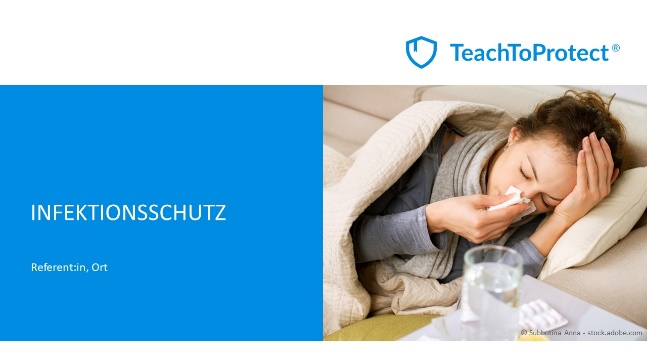 TeachToProtect®
INFEKTIONSSCHUTZ
Referent:in, Ort
© Subbotina Anna - stock.adobe.com